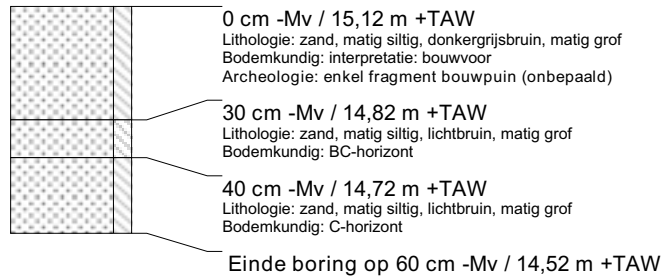 0 cm -Mv / 15,12 m +TAW
Lithologie: zand, matig siltig, donkergrijsbruin, matig grof
Bodemkundig: interpretatie: bouwvoor
Archeologie: enkel fragment bouwpuin (onbepaald)
30 cm -Mv / 14,82 m +TAW
Lithologie: zand, matig siltig, lichtbruin, matig grof
Bodemkundig: BC-horizont
40 cm -Mv / 14,72 m +TAW
Lithologie: zand, matig siltig, lichtbruin, matig grof
Bodemkundig: C-horizont
Einde boring op 60 cm -Mv / 14,52 m +TAW